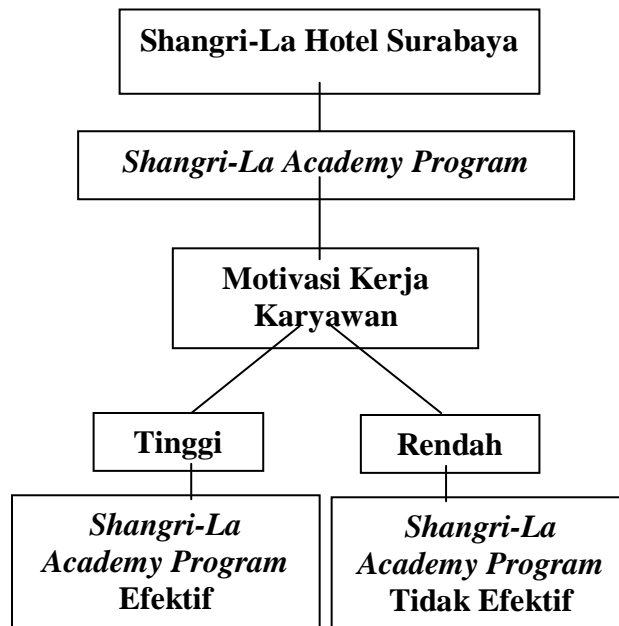 Shangri-La Hotel Surabaya
Shangri-La Academy Program
Motivasi Kerja
Karyawan
Tinggi
Rendah
Shangri-La
Academy Program
Efektif
Shangri-La
Academy Program
Tidak Efektif